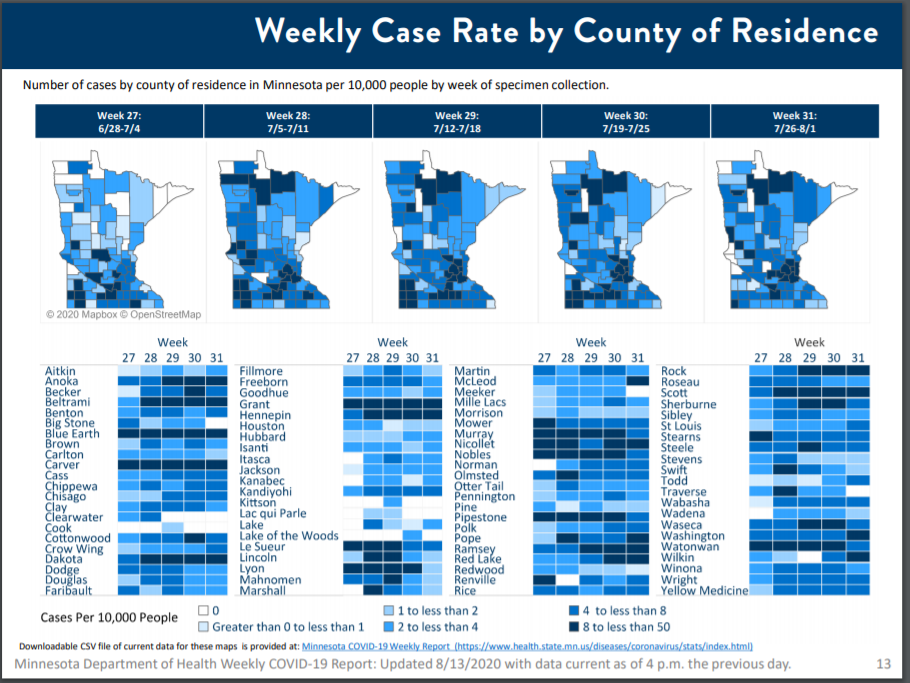 Weekly Case Rate by County of Residence
Number of cases by county of residence in Minnesota per 10,000 people by week of specimen collection.
Week 27: Week 28: Week 29: Week 30: Week 31:
6/28-7/4 7/5-7/11 7/12-7/18 7/19-7/25 7/26-8/1
© 2020 Mapbox © OpenStreetMap
Week Week Week Week
27 28 29 30 31 27 28 29 30 31 27 28 29 30 31 27 28 29 30 31
Aitkin Fillmore Martin Rock
Anoka Freeborn McLeod Roseau
Becker Goodhue Meeker Scott
Beltrami Grant Mille Lacs Sherburne
Benton Hennepin Morrison Sibley
Big Stone Houston Mower St Louis
Blue Earth Hubbard Murray Stearns
Brown Isanti Nicollet Steele
Carlton Itasca Nobles Stevens
Carver Jackson Norman Swift
Cass Kanabec Olmsted Todd
Chippewa Kandiyohi Otter Tail Traverse
Chisago Kittson Pennington Wabasha
Clay Lac qui Parle Pine Wadena
Clearwater Lake Pipestone Waseca
Cook Lake of the Woods Polk Washington
Cottonwood Le Sueur Pope Watonwan
Crow Wing Lincoln Ramsey Wilkin
Dakota Lyon Red Lake Winona
Dodge Mahnomen Redwood Wright
Douglas Marshall Renville Yellow Medicine
Faribault Rice
Cases Per 10,000 People
0 1 to less than 2 4 to less than 8
Greater than 0 to less than 1 2 to less than 4 8 to less than 50
Downloadable CSV file of current data for these maps is provided at: Minnesota COVID-19 Weekly Report (https://www.health.state.mn.us/diseases/coronavirus/stats/index.html)
Minnesota Department of Health Weekly COVID-19 Report: Updated 8/13/2020 with data current as of 4 p.m. the previous day. 13